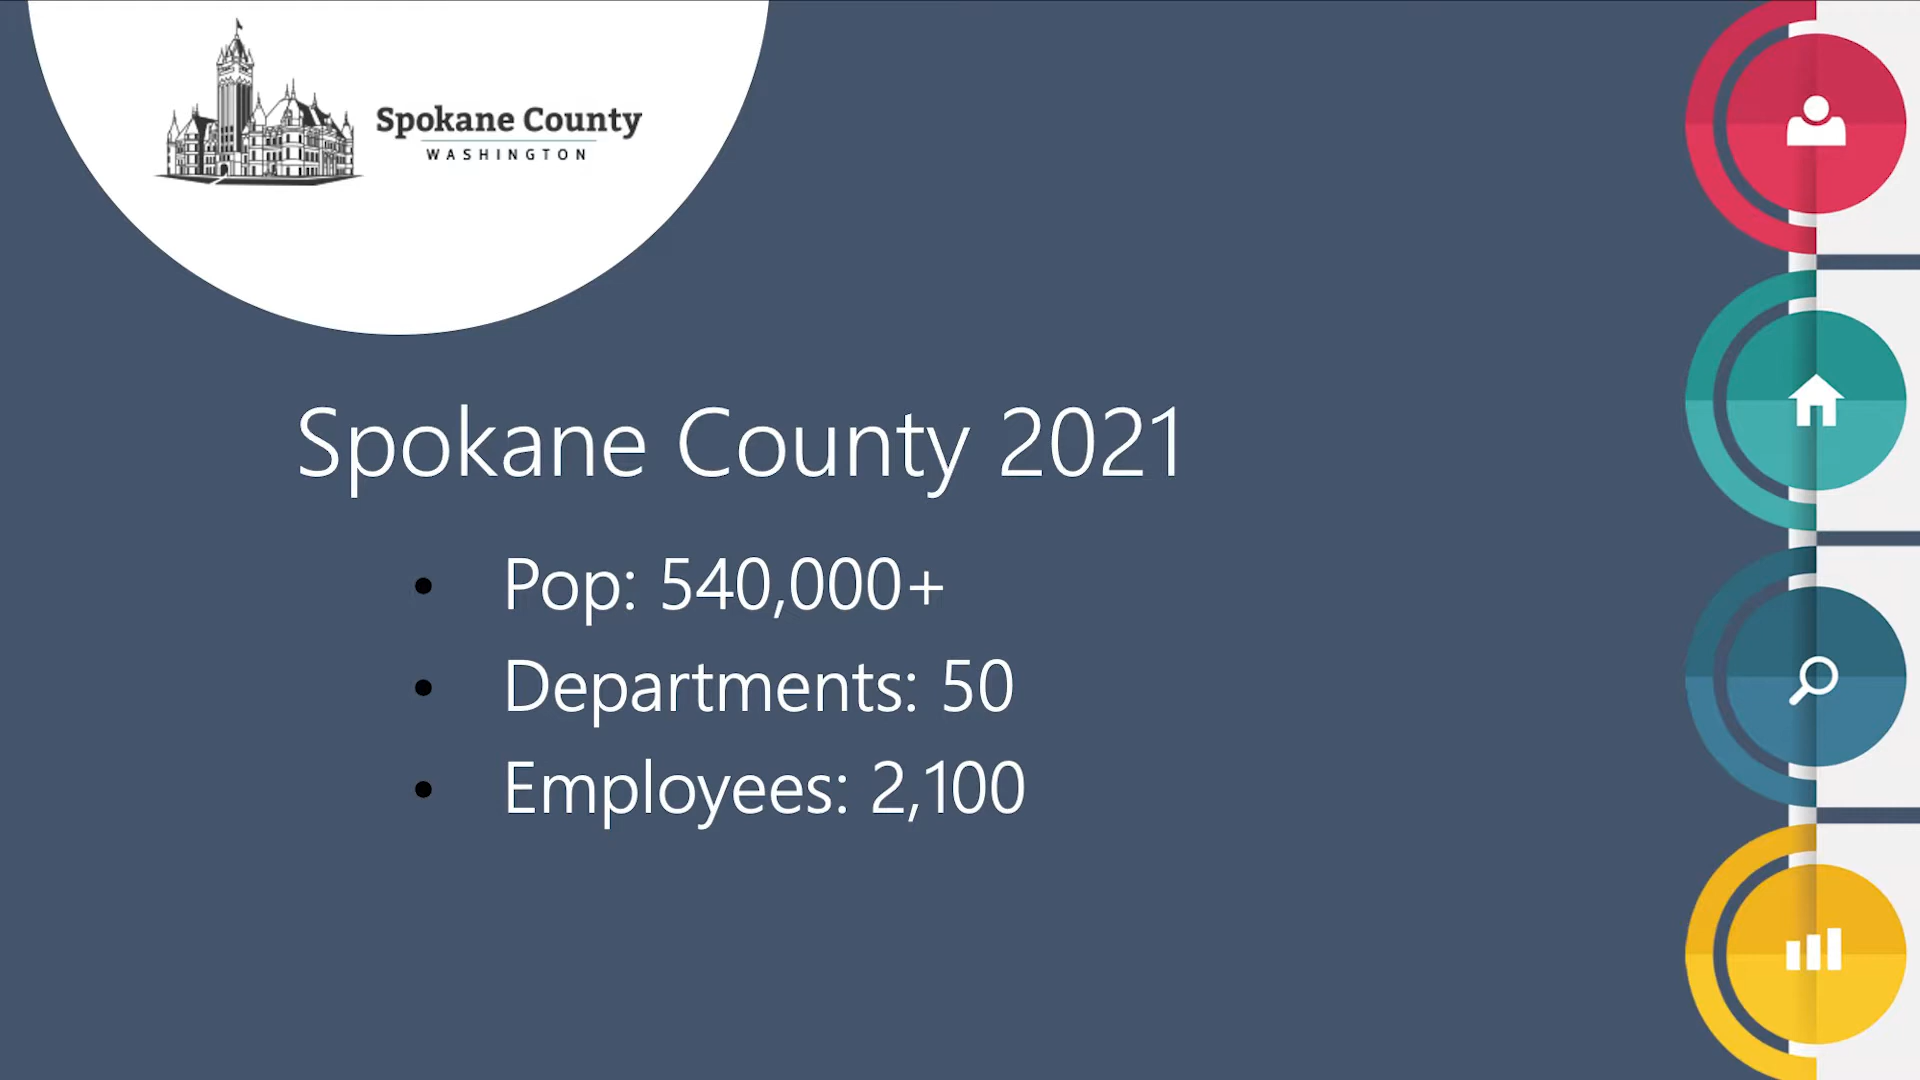 Spokane County
WASHINGTON
Spokane County 2021
• Pop: 540,000+
• Departments: 50
• Employees: 2,100